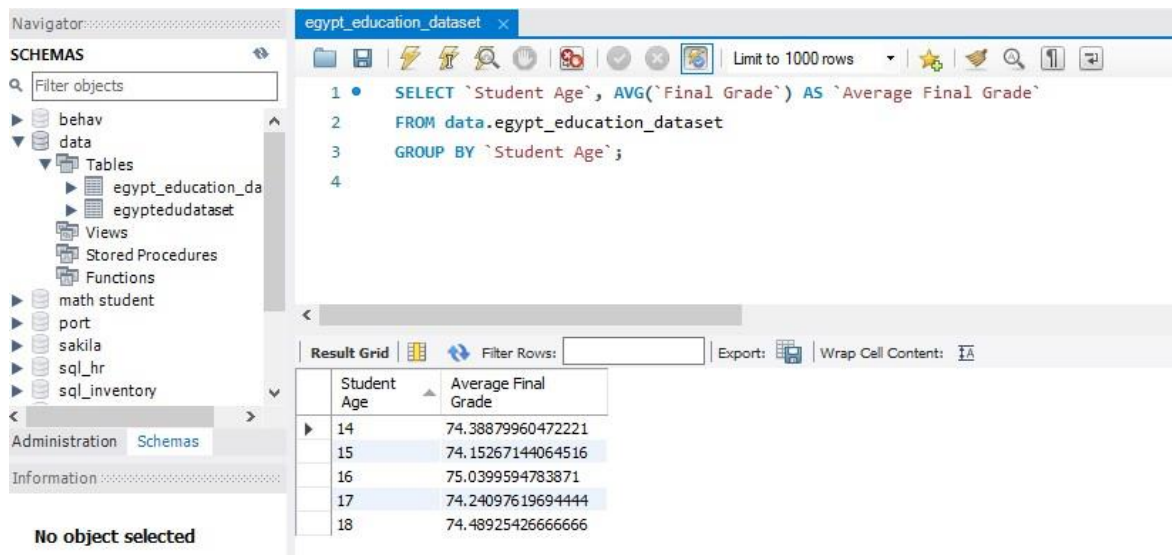 Navigator
SCHEMAS
Filter objects
behav
data
Tables
egypt_education_da
egyptedudataset
Views
Stored Procedures
Functions
math student
port
sakila
sql_hr
sql_inventory
Administration Schemas
Information
No object selected
egypt_education_dataset
Limit to 1000 rows
1 SELECT `Student Age`, AVG(`Final Grade`) AS `Average Final Grade`
2 FROM data.egypt_education_dataset
3 GROUP BY `Student Age`;
4
Result Grid Filter Rows: Export: Wrap Cell Content:
Student Age Average Final Grade
14 74.38879960472221
15 74.15267144064516
16 75.0399594783871
17 74.24097619694444
18 74.48925426666666